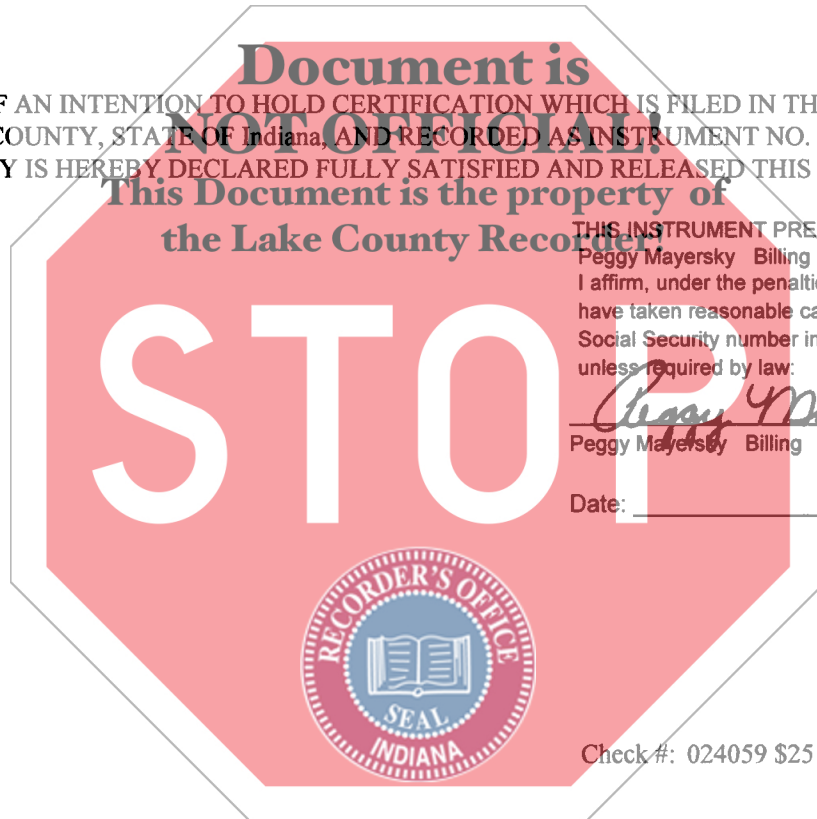 Document is
F AN INTENTION TO HOLD CERTIFICATION WHICH IS FILED IN TH
COUNTY, STATE OF Indiana, AND RECORDED AS INSTRUMENT NO.
NOT OFFICIAL!
Y IS HEREBY DECLARED FULLY SATISFIED AND RELEASED THIS
This Document is the property of
the Lake County Recorder!
THIS INSTRUMENT PRE
Peggy Mayersky Billing
I affirm, under the penaltie
have taken reasonable ca
Social Security number in
unless required by law:
STOP
Peggy M
Peggy Mayersky Billing
Date:
RECORDER'S OFFICE
SEAL
INDIANA
Check #: 024059 $25